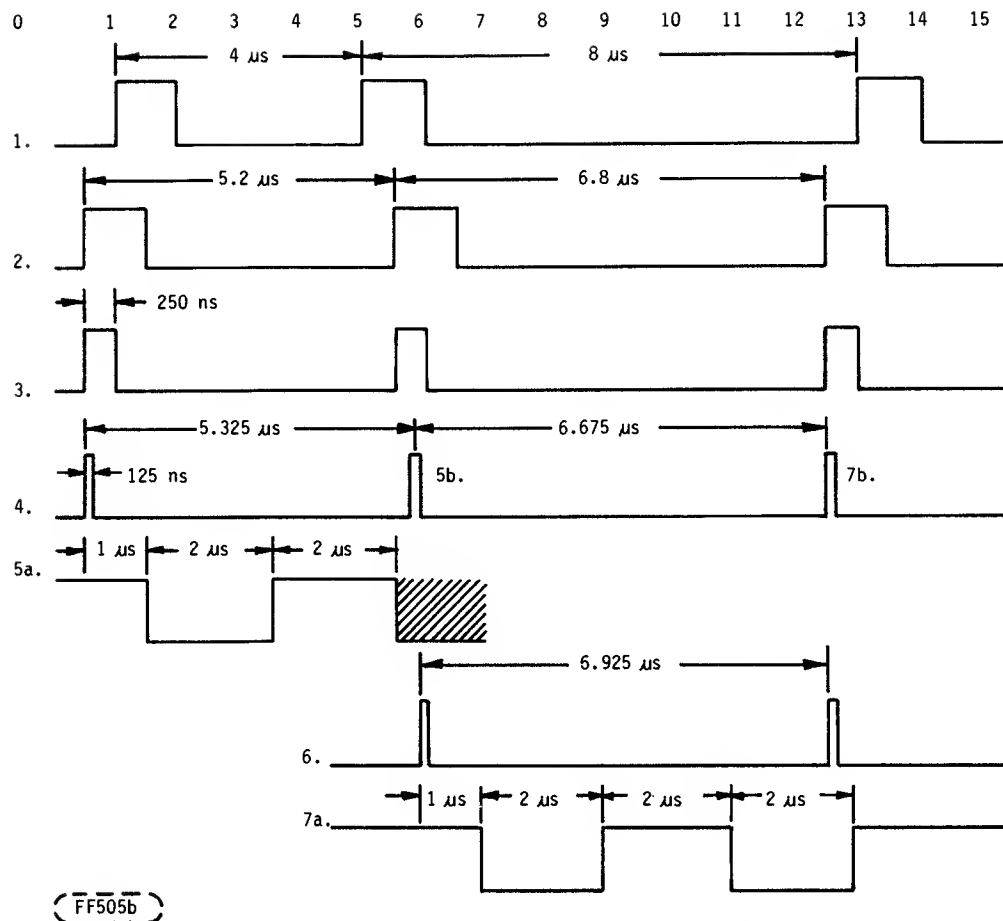 0 1 2 3 4 5 6 7 8 9 10 11 12 13 14 15
4 µs 8 µs
1.
5.2 µs 6.8 µs
2.
250 ns
3.
5.325 µs 6.675 µs
125 ns 5b. 7b.
4.
1 µs 2 µs 2 µs
5a.
6.925 µs
6.
1 µs 2 µs 2 µs 2 µs
7a.
FF505b